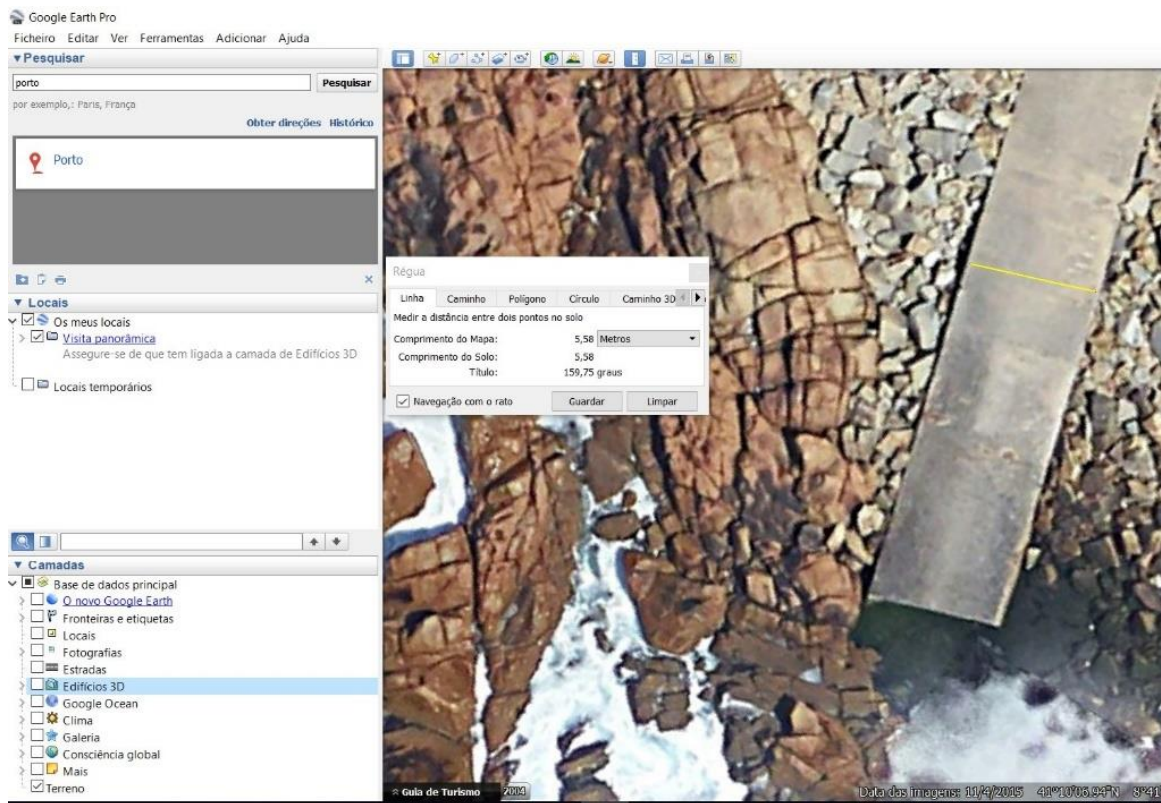 Google Earth Pro
Ficheiro Editar Ver Ferramentas Adicionar Ajuda
Pesquisar
porto
Pesquisar
por exemplo,: Paris, França
Obter direções Histórico
Porto
Locais
Os meus locais
Visita panorâmica
Assegure-se de que tem ligada a camada de Edifícios 3D
Locais temporários
Camadas
Base de dados principal
O novo Google Earth
Fronteiras e etiquetas
Locais
Fotografias
Estradas
Edifícios 3D
Google Ocean
Clima
Galeria
Consciência global
Mais
Terreno
Régua
Linha Caminho Polígono Círculo Caminho 3D
Medir a distância entre dois pontos no solo
Comprimento do Mapa: 5,58 Metros
Comprimento do Solo: 5,58
Título: 159,75 graus
Navegação com o rato Guardar Limpar
Guia de Turismo 2004
Data das imagens: 11/4/2015 41°10'06.94"N 8°41